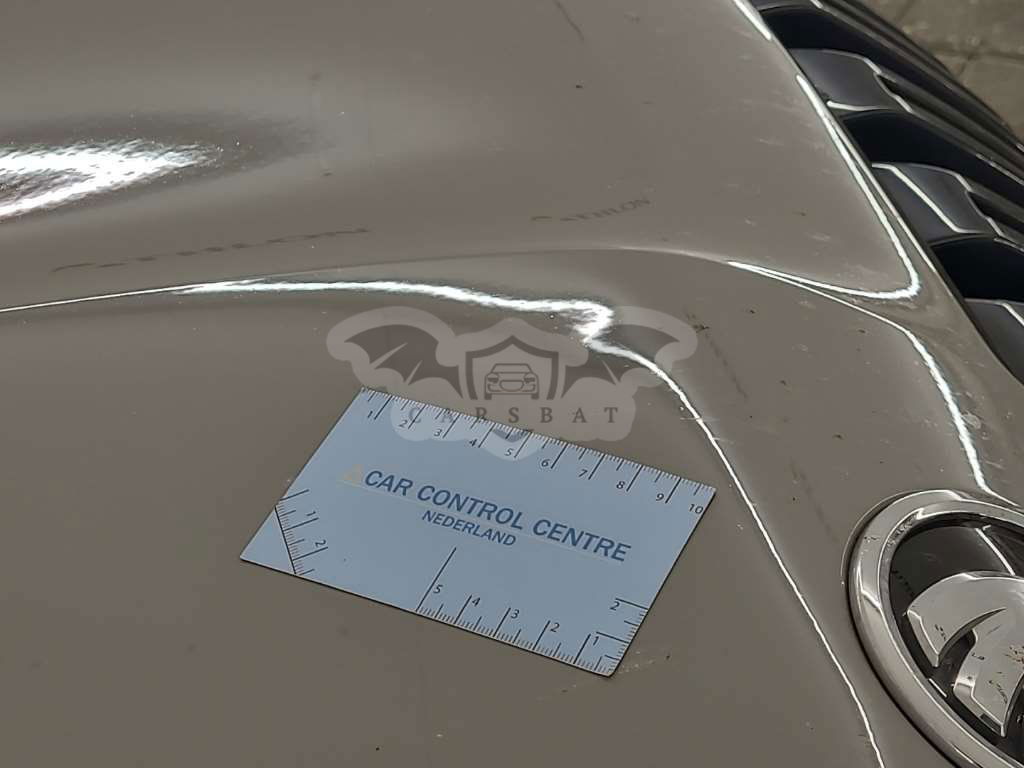 CARSBAT
1 2 3 4 5 6 7 8 9 10
CAR CONTROL CENTRE
NEDERLAND
1
2
5 4 3 2 1
2